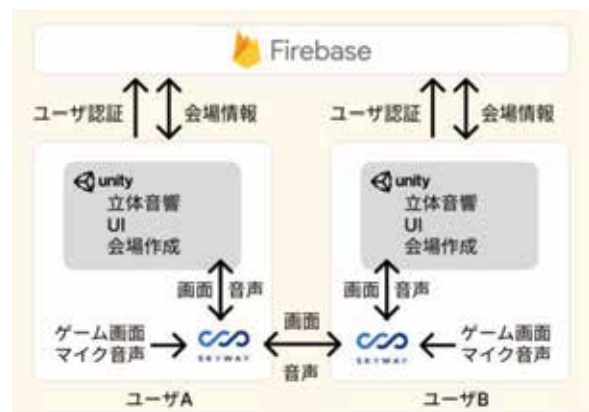 Firebase
ユーザ認証
会場情報
ユーザ認証
会場情報
unity
立体音響
UI
会場作成
unity
立体音響
UI
会場作成
画面
音声
画面
音声
ゲーム画面
マイク音声
SKYWAY
画面
音声
SKYWAY
ゲーム画面
マイク音声
ユーザA
ユーザB